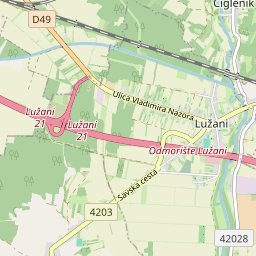 Ciglenik
D49
Ulica Vladimira Nazora
Lužani
21
Lužani
21
Lužani
Odmorište Lužani
Savska cesta
4203
42028